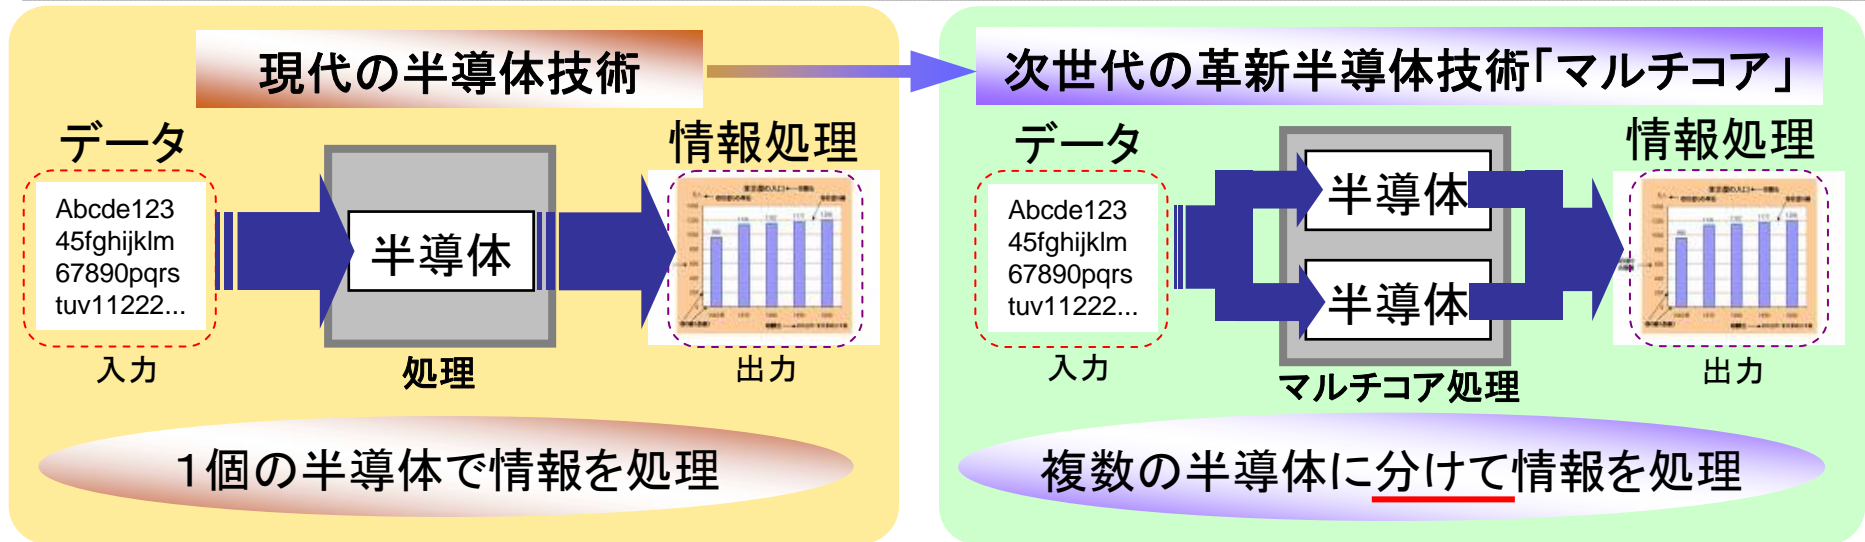 現代の半導体技術
データ
情報処理
Abcde123
45fghijklm
67890pqrs
tuv11222...
半導体
入力
処理
出力
1個の半導体で情報を処理
次世代の革新半導体技術「マルチコア」
データ
情報処理
Abcde123
45fghijklm
67890pqrs
tuv11222...
半導体
半導体
入力
マルチコア処理
出力
複数の半導体に分けて情報を処理